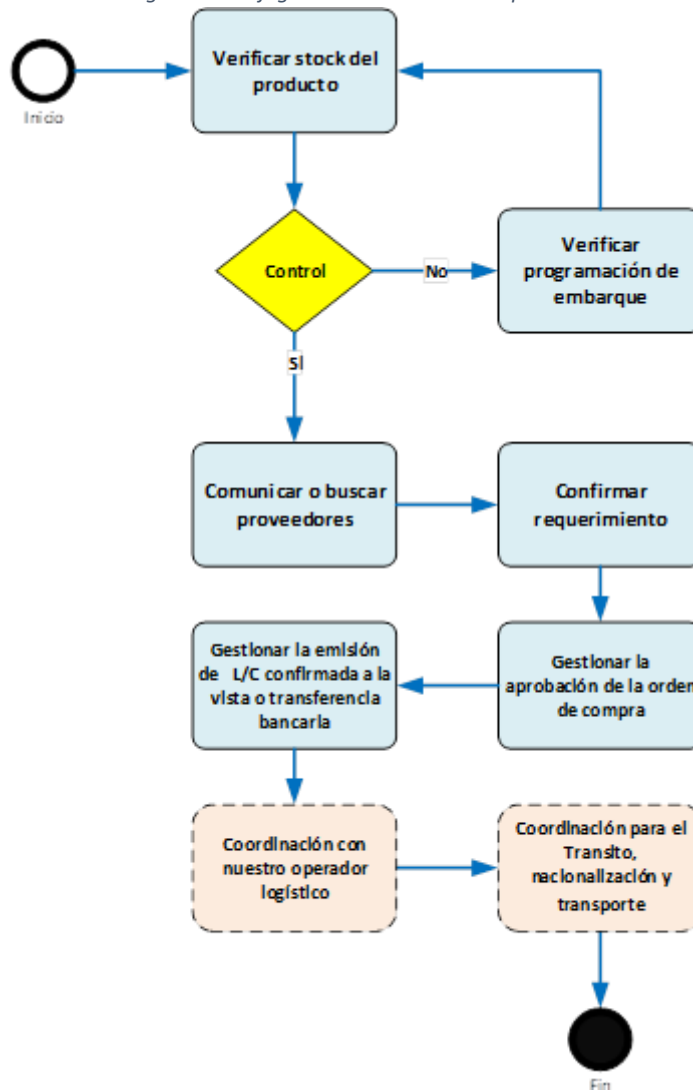 Verificar stock del
producto
Inicio
Control
No
Verificar
programación de
embarque
SI
Comunicar o buscar
proveedores
Confirmar
requerimiento
Gestionar la emisión
de L/C confirmada a la
vista o transferencia
bancaria
Gestionar la
aprobación de la orden
de compra
Coordinación con
nuestro operador
logístico
Coordinación para el
Transito,
nacionalización y
transporte
Fin